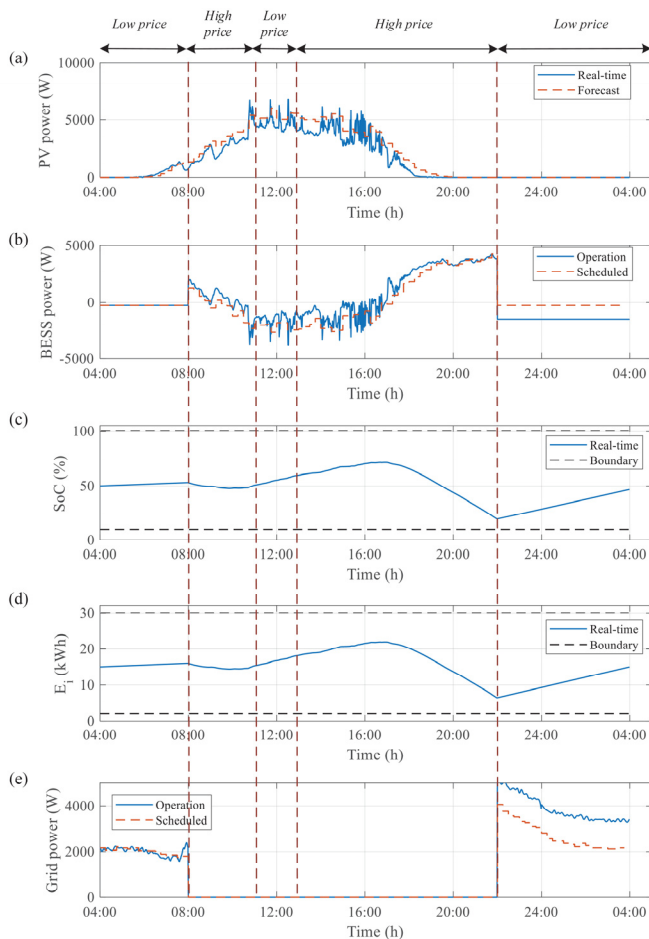 Low price High price Low price High price Low price
(a)
10000
5000
0
PV power (W)
Real-time
Forecast
04:00 08:00 12:00 16:00 20:00 24:00 04:00
Time (h)
(b)
5000
0
-5000
BESS power (W)
Operation
Scheduled
04:00 08:00 12:00 16:00 20:00 24:00 04:00
Time (h)
(c)
100
50
0
SoC (%)
Real-time
Boundary
04:00 08:00 12:00 16:00 20:00 24:00 04:00
Time (h)
(d)
30
20
10
0
E_i (kWh)
Real-time
Boundary
04:00 08:00 12:00 16:00 20:00 24:00 04:00
Time (h)
(e)
4000
2000
0
Grid power (W)
Operation
Scheduled
04:00 08:00 12:00 16:00 20:00 24:00 04:00
Time (h)